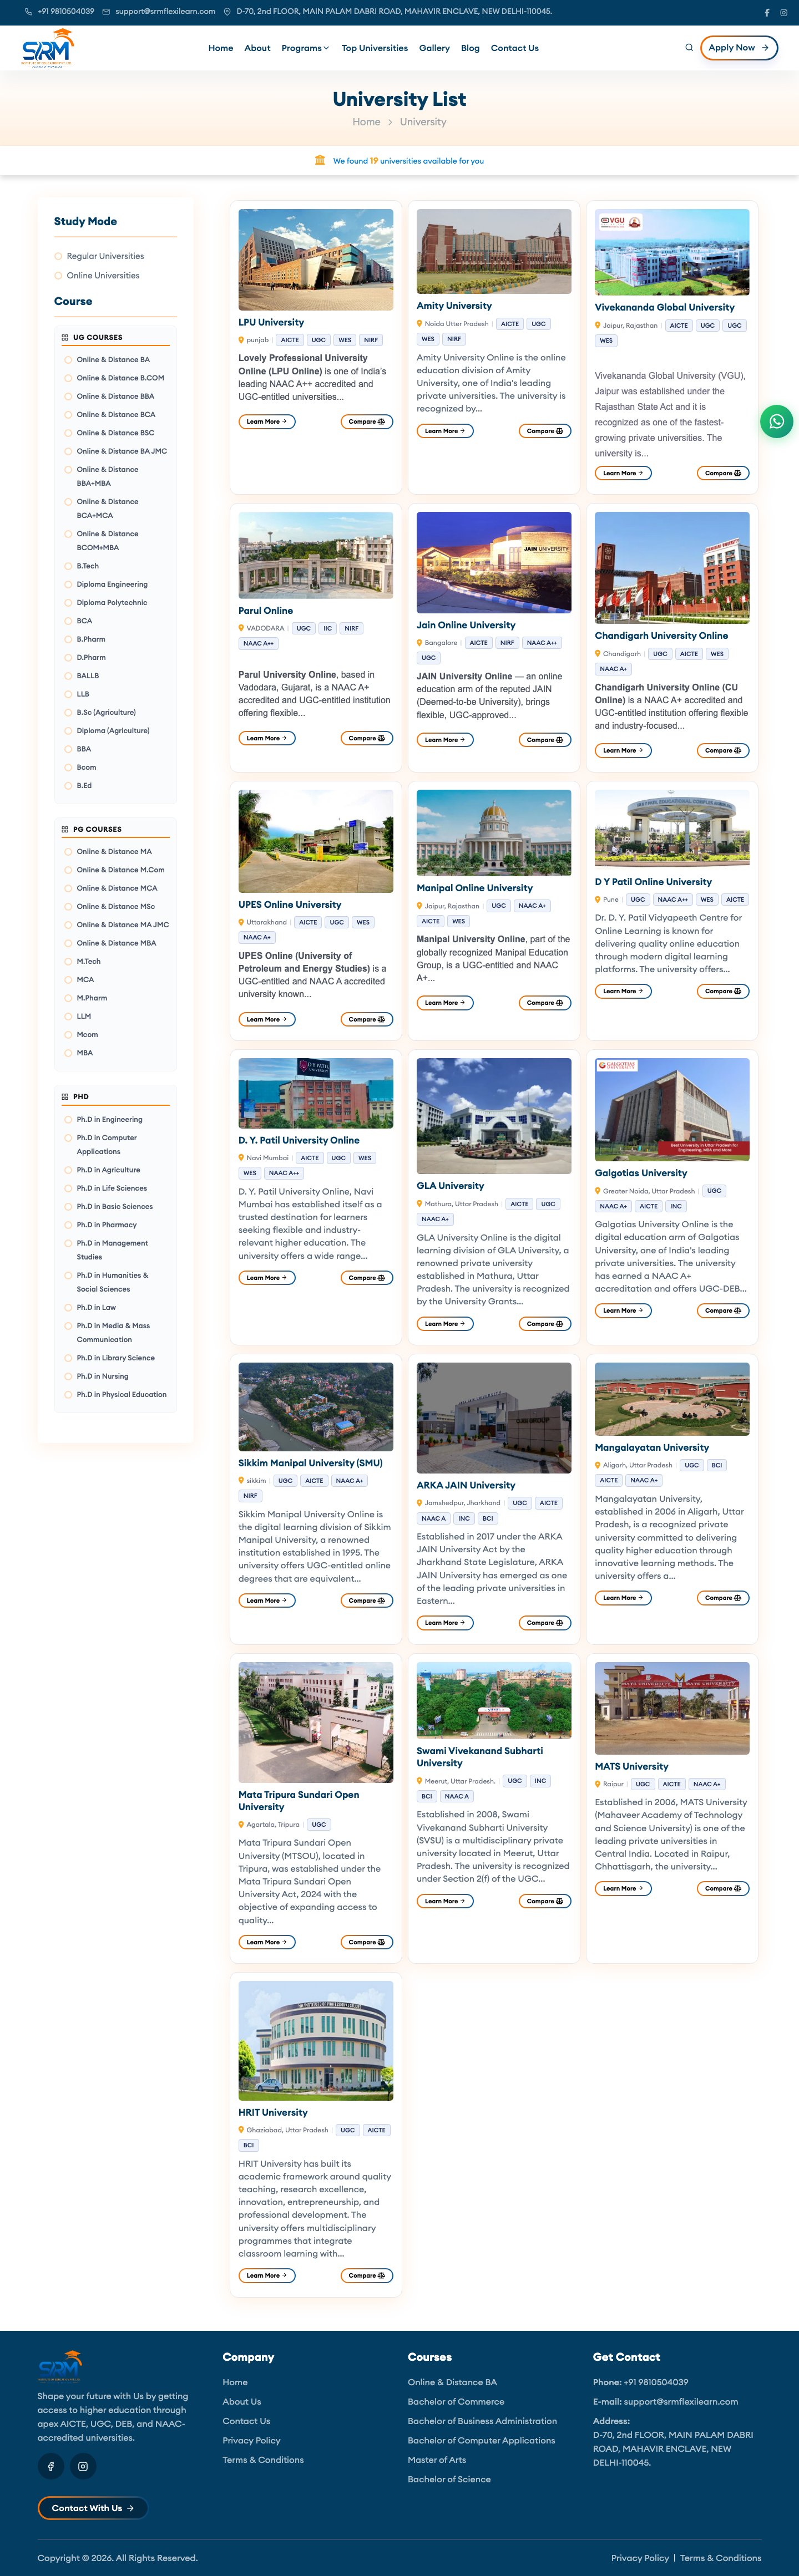 +91 9810504039 support@srmflexilearn.com D-70, 2nd FLOOR, MAIN PALAM DABRI ROAD, MAHAVIR ENCLAVE, NEW DELHI-110045.
SRM
Home About Programs Top Universities Gallery Blog Contact Us
Apply Now
University List
Home University
We found 19 universities available for you
Study Mode
Regular Universities
Online Universities
Course
UG COURSES
Online & Distance BA
Online & Distance B.COM
Online & Distance BBA
Online & Distance BCA
Online & Distance BSC
Online & Distance BA JMC
Online & Distance
BBA+MBA
Online & Distance
BCA+MCA
Online & Distance
BCOM+MBA
B.Tech
Diploma Engineering
Diploma Polytechnic
BCA
B.Pharm
D.Pharm
BALLB
LLB
B.Sc (Agriculture)
Diploma (Agriculture)
BBA
Bcom
B.Ed
PG COURSES
Online & Distance MA
Online & Distance M.Com
Online & Distance MCA
Online & Distance MSc
Online & Distance MA JMC
Online & Distance MBA
M.Tech
MCA
M.Pharm
LLM
Mcom
MBA
PHD
Ph.D in Engineering
Ph.D in Computer
Applications
Ph.D in Agriculture
Ph.D in Life Sciences
Ph.D in Basic Sciences
Ph.D in Pharmacy
Ph.D in Management
Studies
Ph.D in Humanities &
Social Sciences
Ph.D in Law
Ph.D in Media & Mass
Communication
Ph.D in Library Science
Ph.D in Nursing
Ph.D in Physical Education
LPU University
punjab AICTE UGC WES NIRF
Lovely Professional University
Online (LPU Online) is one of India's
leading NAAC A++ accredited and
UGC-entitled universities...
Learn More Compare
Amity University
Noida Utter Pradesh AICTE UGC
WES NIRF
Amity University Online is the online
education division of Amity
University, one of India's leading
private universities. The university is
recognized by...
Learn More Compare
VGU
Vivekananda Global University
Jaipur, Rajasthan AICTE UGC UGC
WES
Vivekananda Global University (VGU),
Jaipur was established under the
Rajasthan State Act and it is
recognized as one of the fastest-
growing private universities. The
university is...
Learn More Compare
Parul Online
VADODARA UGC IIC NIRF
NAAC A++
Parul University Online, based in
Vadodara, Gujarat, is a NAAC A+
accredited and UGC-entitled institution
offering flexible...
Learn More Compare
JAIN UNIVERSITY
Jain Online University
Bangalore AICTE NIRF NAAC A++
UGC
JAIN University Online — an online
education arm of the reputed JAIN
(Deemed-to-be University), brings
flexible, UGC-approved...
Learn More Compare
Chandigarh University Online
Chandigarh UGC AICTE WES
NAAC A+
Chandigarh University Online (CU
Online) is a NAAC A+ accredited and
UGC-entitled institution offering flexible
and industry-focused...
Learn More Compare
UPES Online University
Uttarakhand AICTE UGC WES
NAAC A+
UPES Online (University of
Petroleum and Energy Studies) is a
UGC-entitled and NAAC A accredited
university known...
Learn More Compare
Manipal Online University
Jaipur, Rajasthan UGC NAAC A+
AICTE WES
Manipal University Online, part of the
globally recognized Manipal Education
Group, is a UGC-entitled and NAAC
A+...
Learn More Compare
D Y Patil Online University
Pune UGC NAAC A++ WES AICTE
Dr. D. Y. Patil Vidyapeeth Centre for
Online Learning is known for
delivering quality online education
through modern digital learning
platforms. The university offers...
Learn More Compare
D Y PATIL
D. Y. Patil University Online
Navi Mumbai AICTE UGC WES
WES NAAC A++
D. Y. Patil University Online, Navi
Mumbai has established itself as a
trusted destination for learners
seeking flexible and industry-
relevant higher education. The
university offers a wide range...
Learn More Compare
GLA University
Mathura, Uttar Pradesh AICTE UGC
NAAC A+
GLA University Online is the digital
learning division of GLA University, a
renowned private university
established in Mathura, Uttar
Pradesh. The university is recognized
by the University Grants...
Learn More Compare
GALGOTIAS
UNIVERSITY
Best University in Uttar Pradesh for
Engineering, MBA and More
Galgotias University
Greater Noida, Uttar Pradesh UGC
NAAC A+ AICTE INC
Galgotias University Online is the
digital education arm of Galgotias
University, one of India's leading
private universities. The university
has earned a NAAC A+
accreditation and offers UGC-DEB...
Learn More Compare
Sikkim Manipal University (SMU)
sikkim UGC AICTE NAAC A+
NIRF
Sikkim Manipal University Online is
the digital learning division of Sikkim
Manipal University, a renowned
institution established in 1995. The
university offers UGC-entitled online
degrees that are equivalent...
Learn More Compare
ARKA JAIN University
Jamshedpur, Jharkhand UGC AICTE
NAAC A INC BCI
Established in 2017 under the ARKA
JAIN University Act by the
Jharkhand State Legislature, ARKA
JAIN University has emerged as one
of the leading private universities in
Eastern...
Learn More Compare
Mangalayatan University
Aligarh, Uttar Pradesh UGC BCI
AICTE NAAC A+
Mangalayatan University,
established in 2006 in Aligarh, Uttar
Pradesh, is a recognized private
university committed to delivering
quality higher education through
innovative learning methods. The
university offers a...
Learn More Compare
Mata Tripura Sundari Open
University
Agartala, Tripura UGC
Mata Tripura Sundari Open
University (MTSOU), located in
Tripura, was established under the
Mata Tripura Sundari Open
University Act, 2024 with the
objective of expanding access to
quality...
Learn More Compare
Swami Vivekanand Subharti
University
Meerut, Uttar Pradesh. UGC INC
BCI NAAC A
Established in 2008, Swami
Vivekanand Subharti University
(SVSU) is a multidisciplinary private
university located in Meerut, Uttar
Pradesh. The university is recognized
under Section 2(f) of the UGC...
Learn More Compare
MATS University
Raipur UGC AICTE NAAC A+
Established in 2006, MATS University
(Mahaveer Academy of Technology
and Science University) is one of the
leading private universities in
Central India. Located in Raipur,
Chhattisgarh, the university...
Learn More Compare
HRIT University
Ghaziabad, Uttar Pradesh UGC AICTE
BCI
HRIT University has built its
academic framework around quality
teaching, research excellence,
innovation, entrepreneurship, and
professional development. The
university offers multidisciplinary
programmes that integrate
classroom learning with...
Learn More Compare
SRM
Shape your future with Us by getting
access to higher education through
apex AICTE, UGC, DEB, and NAAC-
accredited universities.
Contact With Us
Company
Home
About Us
Contact Us
Privacy Policy
Terms & Conditions
Courses
Online & Distance BA
Bachelor of Commerce
Bachelor of Business Administration
Bachelor of Computer Applications
Master of Arts
Bachelor of Science
Get Contact
Phone: +91 9810504039
E-mail: support@srmflexilearn.com
Address:
D-70, 2nd FLOOR, MAIN PALAM DABRI
ROAD, MAHAVIR ENCLAVE, NEW
DELHI-110045.
Copyright © 2026. All Rights Reserved.
Privacy Policy | Terms & Conditions